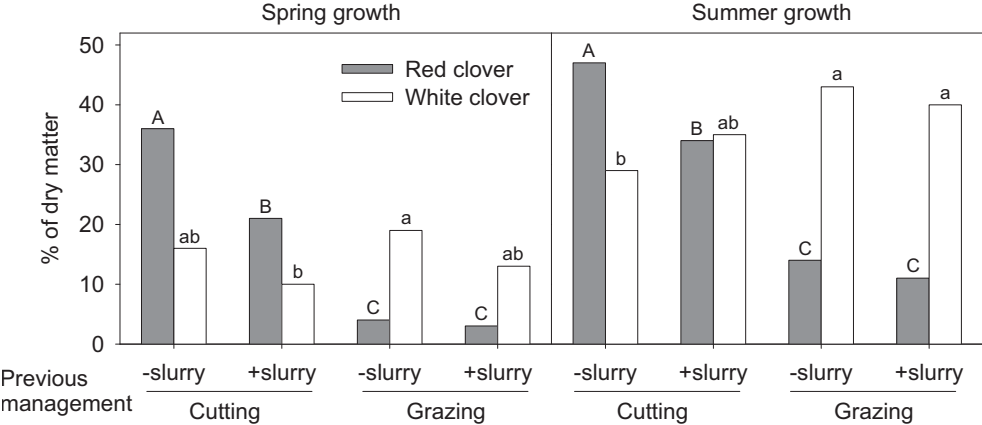 Spring growth Summer growth
% of dry matter
50
40
30
20
10
0
Red clover
White clover
A ab B b C a C ab A b B ab C a C a
Previous management
-slurry +slurry -slurry +slurry -slurry +slurry -slurry +slurry
Cutting Grazing Cutting Grazing